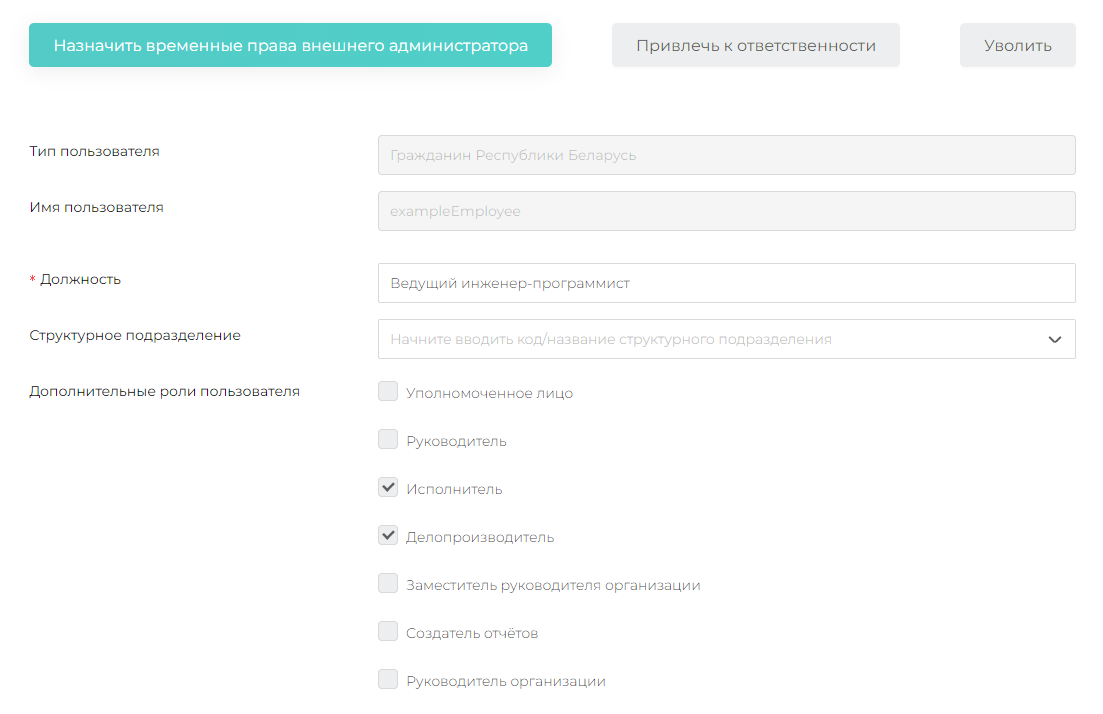 Назначить временные права внешнего администратора
Привлечь к ответственности
Уволить
Тип пользователя
Гражданин Республики Беларусь
Имя пользователя
exampleEmployee
* Должность
Ведущий инженер-программист
Структурное подразделение
Начните вводить код/название структурного подразделения
Дополнительные роли пользователя
Уполномоченное лицо
Руководитель
Исполнитель
Делопроизводитель
Заместитель руководителя организации
Создатель отчётов
Руководитель организации